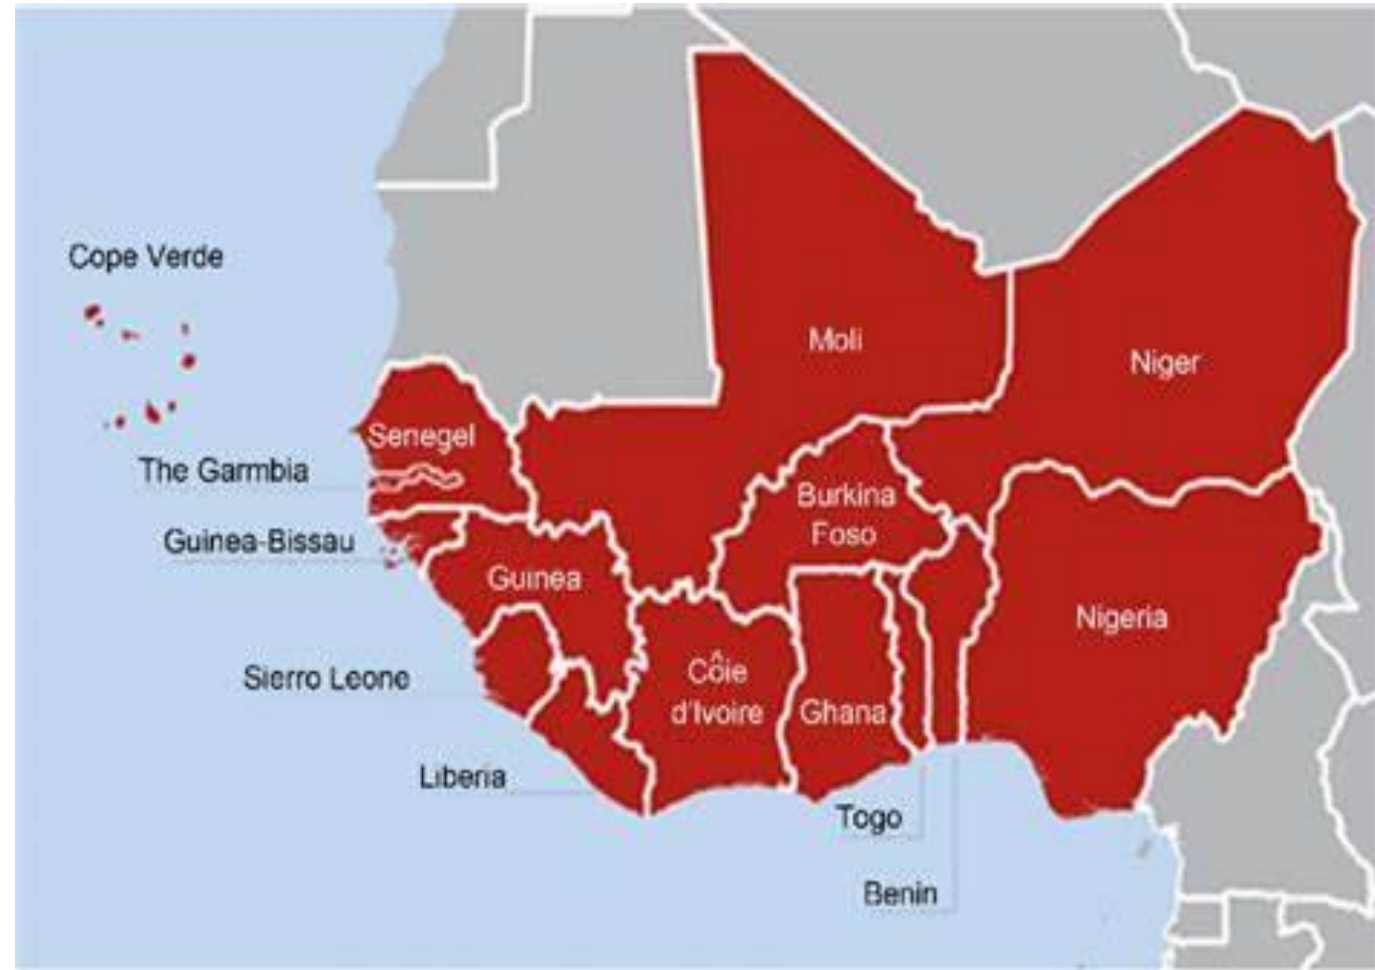 Cope Verde
Moli
Niger
Senegel
The Garmbia
Burkina
Foso
Guinea-Bissau
Guinea
Nigeria
Sierro Leone
Côie
d'Ivoire
Ghana
Liberia
Togo
Benin